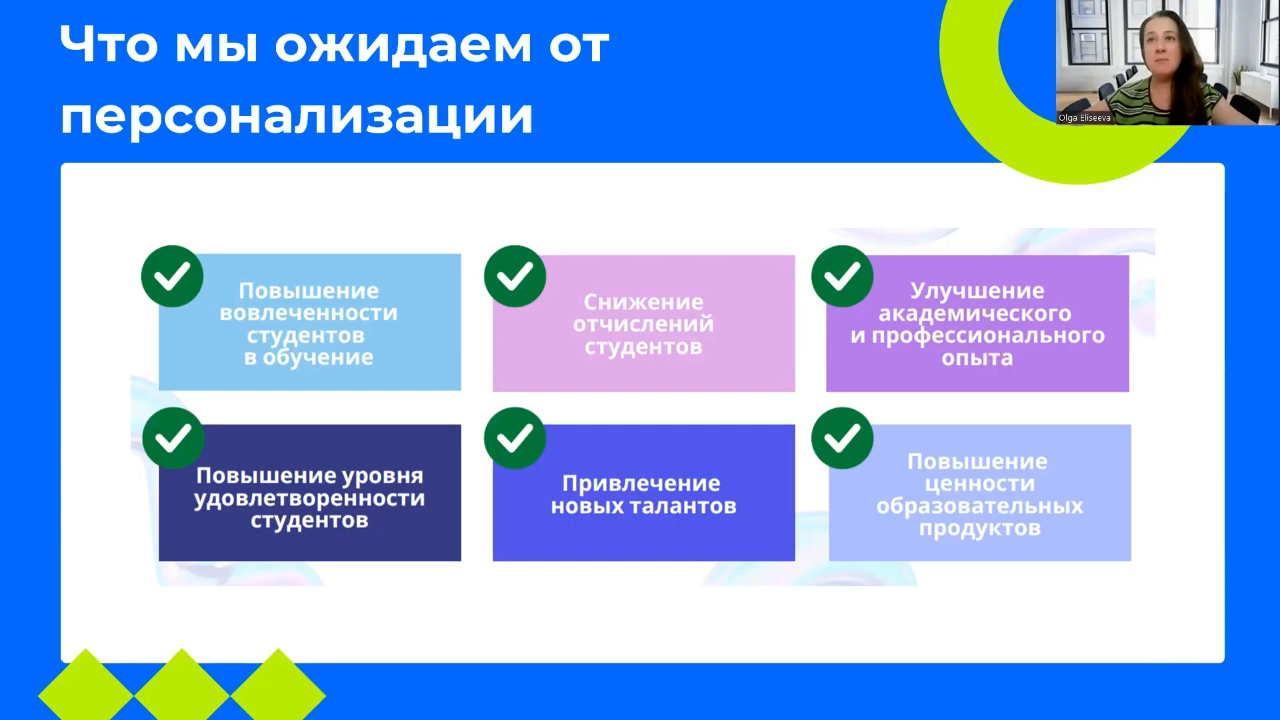 Что мы ожидаем от
персонализации
Olga Eliseeva
Повышение
вовлеченности
студентов
в обучение
Снижение
отчислений
студентов
Улучшение
академического
и профессионального
опыта
Повышение уровня
удовлетворенности
студентов
Привлечение
новых талантов
Повышение
ценности
образовательных
продуктов